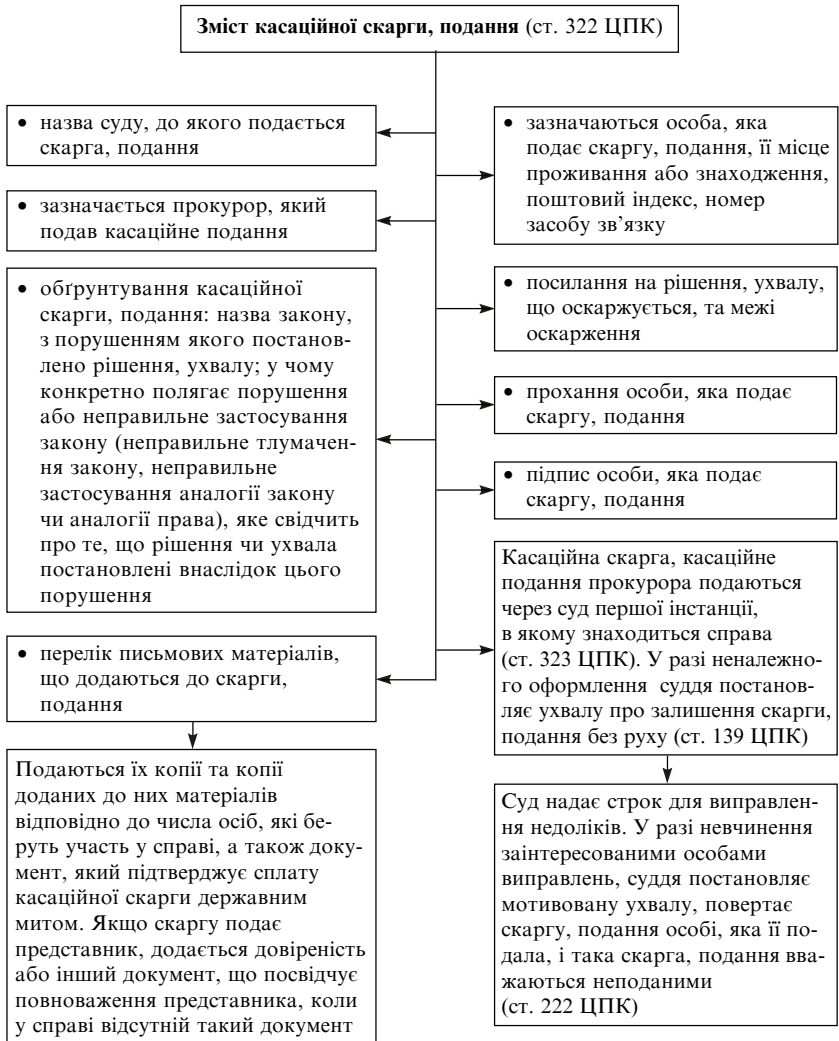 Зміст касаційної скарги, подання (ст. 322 ЦПК)
• назва суду, до якого подається
скарга, подання
• зазначається прокурор, який
подав касаційне подання
• обґрунтування касаційної
скарги, подання: назва закону,
з порушенням якого постанов-
лено рішення, ухвалу; у чому
конкретно полягає порушення
або неправильне застосування
закону (неправильне тлумачен-
ня закону, неправильне
застосування аналогії закону
чи аналогії права), яке свідчить
про те, що рішення чи ухвала
постановлені внаслідок цього
порушення
• перелік письмових матеріалів,
що додаються до скарги,
подання
Подаються їх копії та копії
доданих до них матеріалів
відповідно до числа осіб, які бе-
руть участь у справі, а також доку-
мент, який підтверджує сплату
касаційної скарги державним
митом. Якщо скаргу подає
представник, додається довіреність
або інший документ, що посвідчує
повноваження представника, коли
у справі відсутній такий документ
• зазначаються особа, яка
подає скаргу, подання, її місце
проживання або знаходження,
поштовий індекс, номер
засобу зв’язку
• посилання на рішення, ухвалу,
що оскаржується, та межі
оскарження
• прохання особи, яка подає
скаргу, подання
• підпис особи, яка подає
скаргу, подання
Касаційна скарга, касаційне
подання прокурора подаються
через суд першої інстанції,
в якому знаходиться справа
(ст. 323 ЦПК). У разі неналежно-
го оформлення суддя постанов-
ляє ухвалу про залишення скарги,
подання без руху (ст. 139 ЦПК)
Суд надає строк для виправлен-
ня недоліків. У разі невчинення
заінтересованими особами
виправлень, суддя постановляє
мотивовану ухвалу, повертає
скаргу, подання особі, яка її по-
дала, і така скарга, подання вва-
жаються неподаними
(ст. 222 ЦПК)